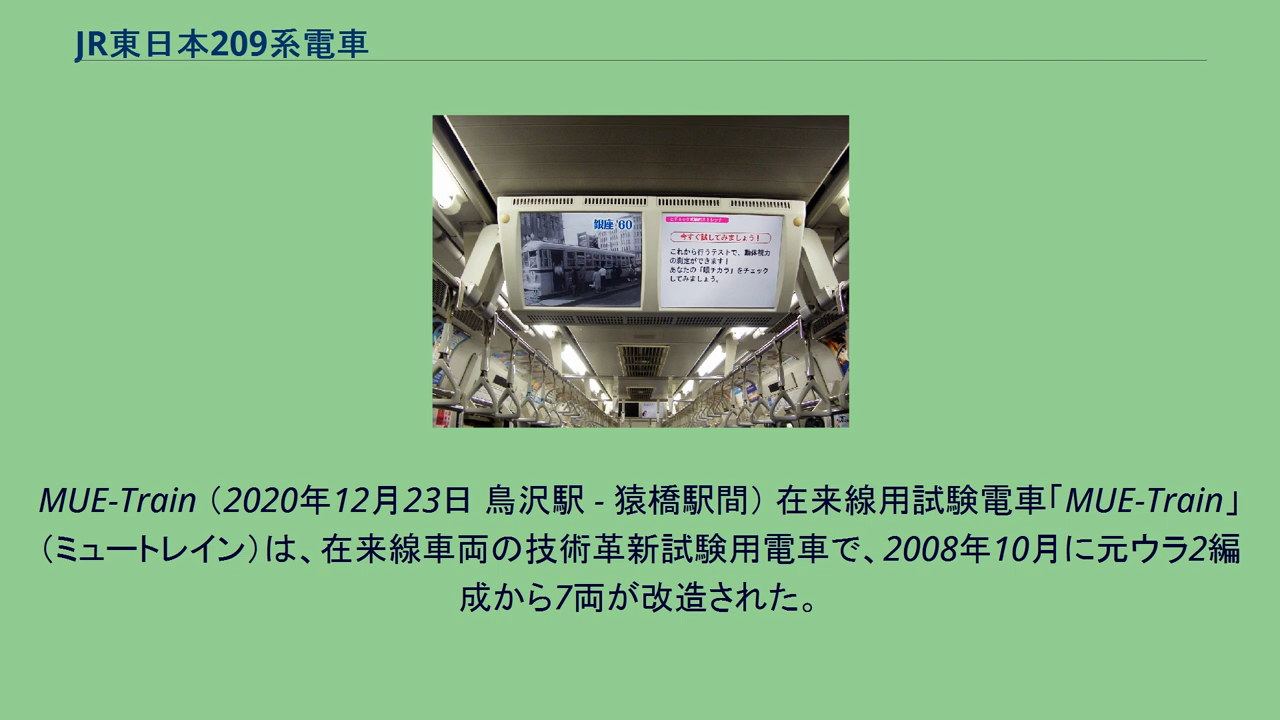 JR東日本209系電車
銀座 '60
今すぐ試してみましょう！
これから行うテストで、動体視力
の測定ができます！
あなたの「眼チカラ」をチェック
してみましょう。
MUE-Train（2020年12月23日 鳥沢駅 - 猿橋駅間） 在来線用試験電車「MUE-Train」
（ミュートレイン）は、在来線車両の技術革新試験用電車で、2008年10月に元ウラ2編
成から7両が改造された。